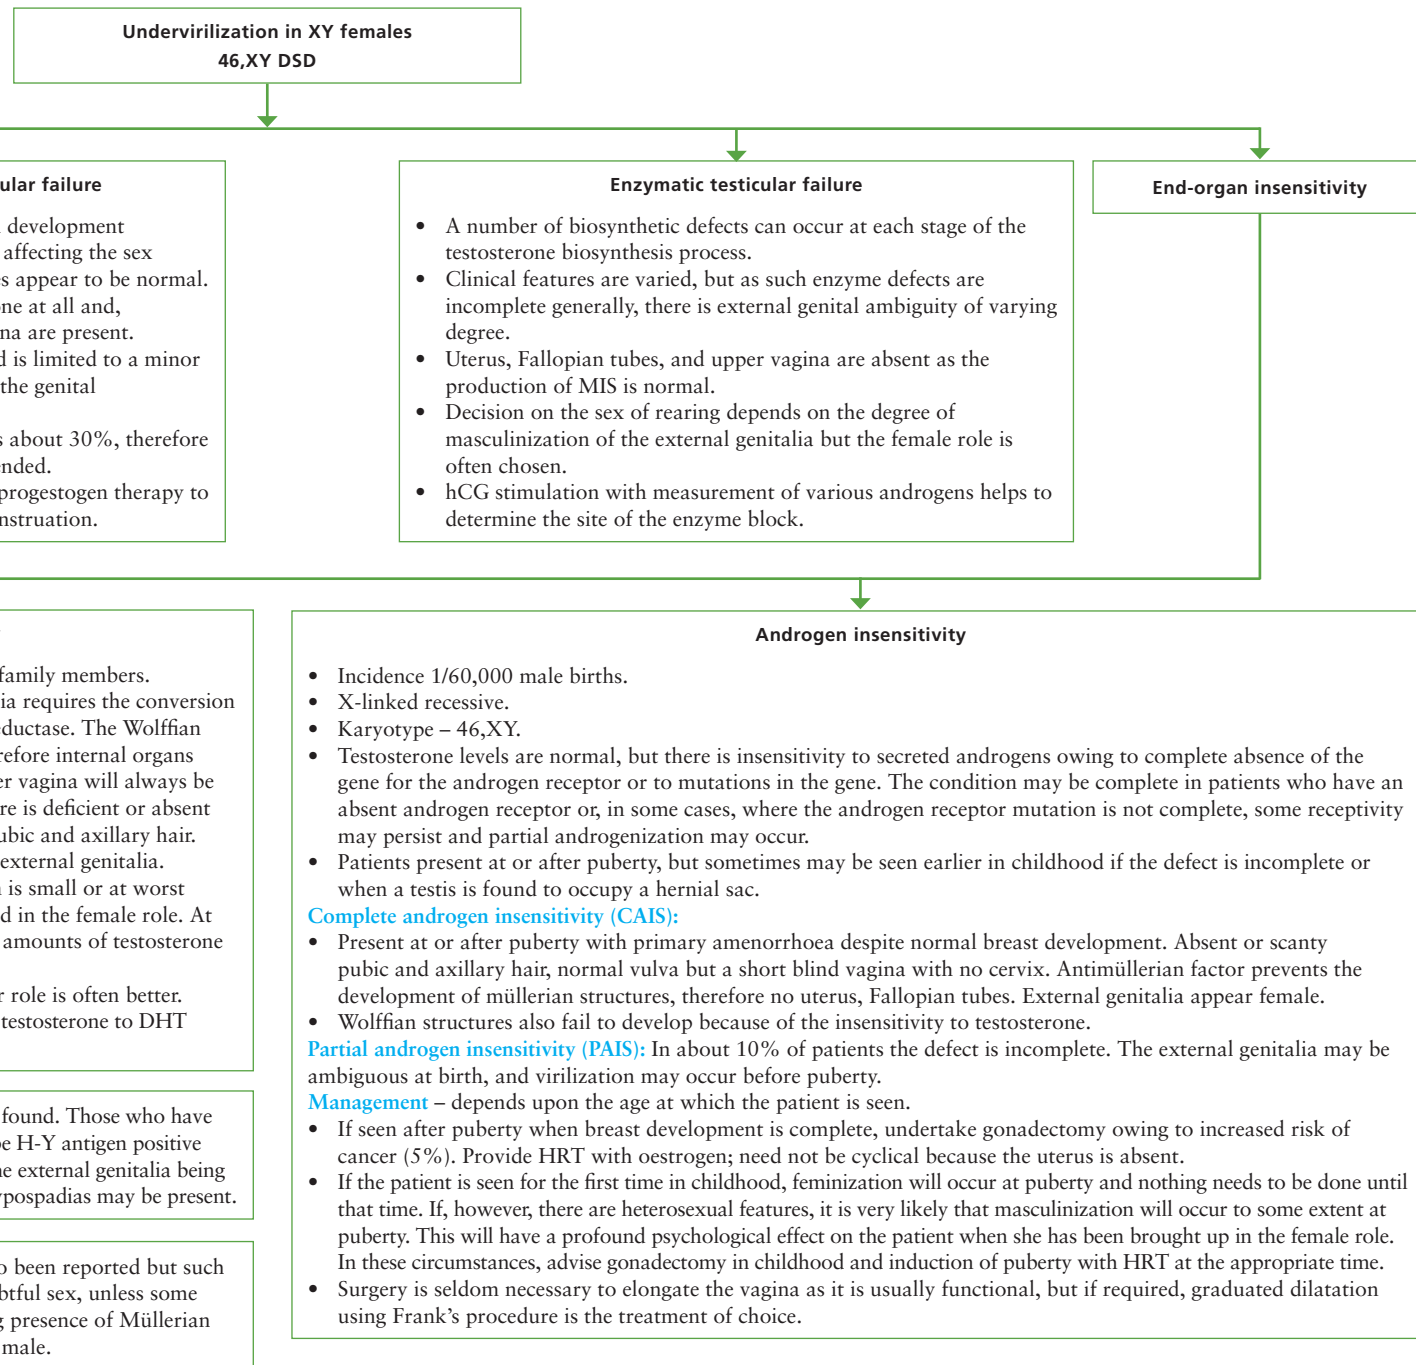 Undervirilization in XY females
46,XY DSD
ular failure
development
affecting the sex
s appear to be normal.
ne at all and,
na are present.
d is limited to a minor
the genital
s about 30%, therefore
ended.
progestogen therapy to
nstruation.
Enzymatic testicular failure
• A number of biosynthetic defects can occur at each stage of the
testosterone biosynthesis process.
• Clinical features are varied, but as such enzyme defects are
incomplete generally, there is external genital ambiguity of varying
degree.
• Uterus, Fallopian tubes, and upper vagina are absent as the
production of MIS is normal.
• Decision on the sex of rearing depends on the degree of
masculinization of the external genitalia but the female role is
often chosen.
• hCG stimulation with measurement of various androgens helps to
determine the site of the enzyme block.
End-organ insensitivity
family members.
ia requires the conversion
eductase. The Wolffian
refore internal organs
er vagina will always be
re is deficient or absent
ubic and axillary hair.
external genitalia.
n is small or at worst
d in the female role. At
amounts of testosterone
r role is often better.
testosterone to DHT
found. Those who have
be H-Y antigen positive
he external genitalia being
ypospadias may be present.
o been reported but such
btful sex, unless some
g presence of Müllerian
male.
Androgen insensitivity
• Incidence 1/60,000 male births.
• X-linked recessive.
• Karyotype – 46,XY.
• Testosterone levels are normal, but there is insensitivity to secreted androgens owing to complete absence of the
gene for the androgen receptor or to mutations in the gene. The condition may be complete in patients who have an
absent androgen receptor or, in some cases, where the androgen receptor mutation is not complete, some receptivity
may persist and partial androgenization may occur.
• Patients present at or after puberty, but sometimes may be seen earlier in childhood if the defect is incomplete or
when a testis is found to occupy a hernial sac.
Complete androgen insensitivity (CAIS):
• Present at or after puberty with primary amenorrhoea despite normal breast development. Absent or scanty
pubic and axillary hair, normal vulva but a short blind vagina with no cervix. Antimüllerian factor prevents the
development of müllerian structures, therefore no uterus, Fallopian tubes. External genitalia appear female.
• Wolffian structures also fail to develop because of the insensitivity to testosterone.
Partial androgen insensitivity (PAIS): In about 10% of patients the defect is incomplete. The external genitalia may be
ambiguous at birth, and virilization may occur before puberty.
Management – depends upon the age at which the patient is seen.
• If seen after puberty when breast development is complete, undertake gonadectomy owing to increased risk of
cancer (5%). Provide HRT with oestrogen; need not be cyclical because the uterus is absent.
• If the patient is seen for the first time in childhood, feminization will occur at puberty and nothing needs to be done until
that time. If, however, there are heterosexual features, it is very likely that masculinization will occur to some extent at
puberty. This will have a profound psychological effect on the patient when she has been brought up in the female role.
In these circumstances, advise gonadectomy in childhood and induction of puberty with HRT at the appropriate time.
• Surgery is seldom necessary to elongate the vagina as it is usually functional, but if required, graduated dilatation
using Frank's procedure is the treatment of choice.